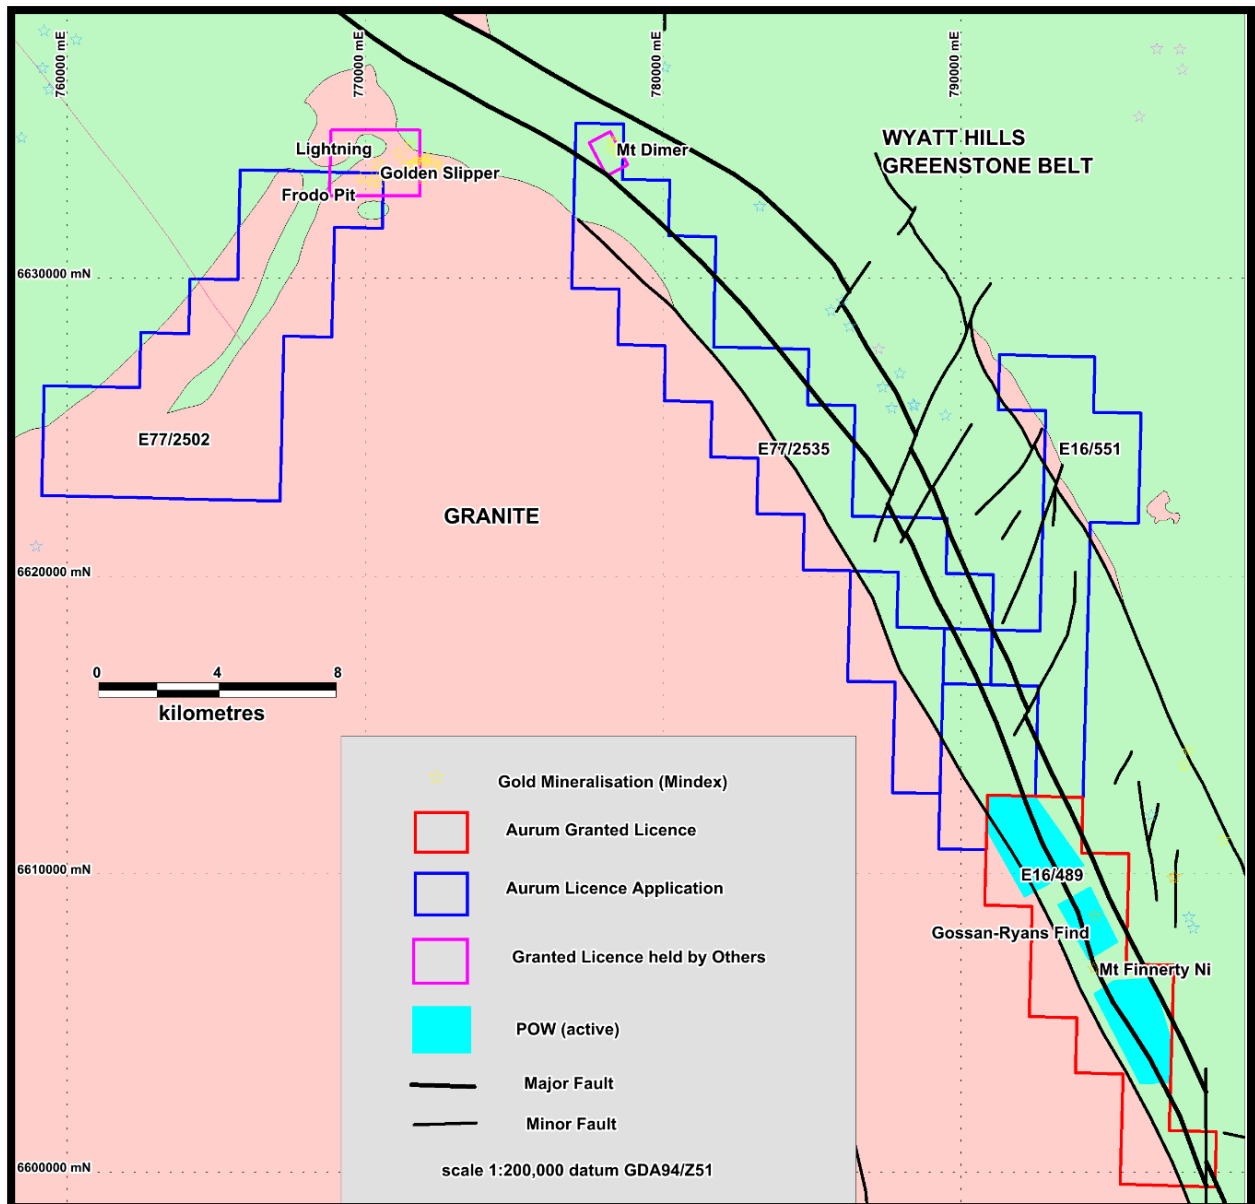 760000 mE
770000 mE
780000 mE
790000 mE
WYATT HILLS
GREENSTONE BELT
Lightning
Mt Dimer
Golden Slipper
Frodo Pit
6630000 mN
E77/2502
E77/2535
E16/551
GRANITE
6620000 mN
0 4 8
kilometres
Gold Mineralisation (Mindex)
Aurum Granted Licence
6610000 mN
E16/489
Aurum Licence Application
Gossan-Ryans Find
Granted Licence held by Others
Mt Finnerty Ni
POW (active)
Major Fault
Minor Fault
6600000 mN
scale 1:200,000 datum GDA94/Z51